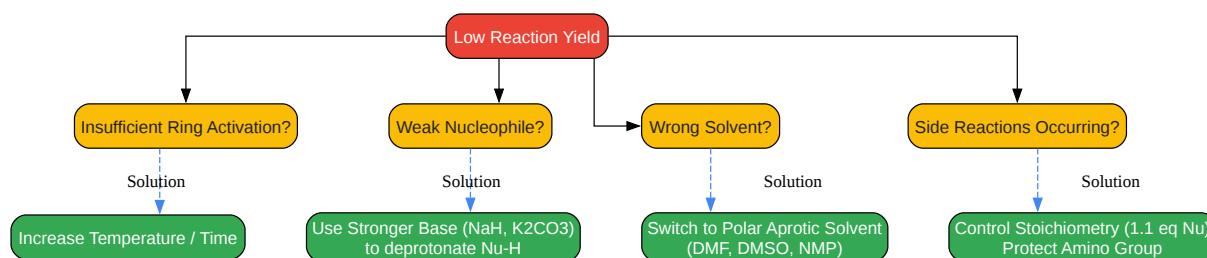 Low Reaction Yield
Insufficient Ring Activation?
Weak Nucleophile?
Wrong Solvent?
Side Reactions Occurring?
Solution
Solution
Solution
Solution
Increase Temperature / Time
Use Stronger Base (NaH, K2CO3)
to deprotonate Nu-H
Switch to Polar Aprotic Solvent
(DMF, DMSO, NMP)
Control Stoichiometry (1.1 eq Nu)
Protect Amino Group